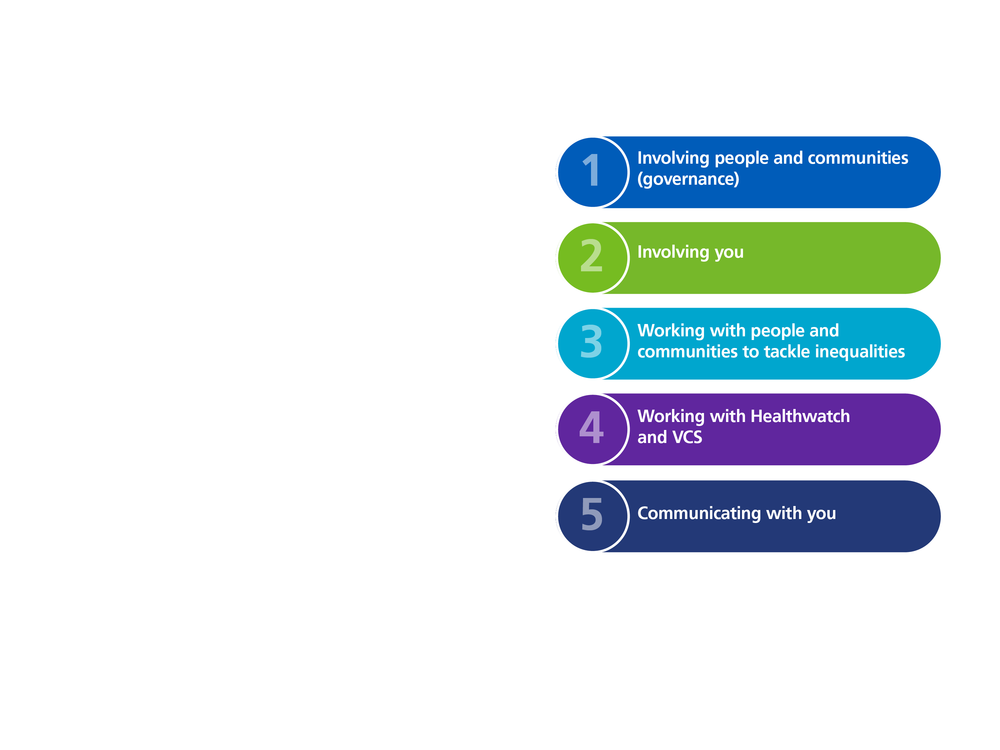 1
Involving people and communities
(governance)
2
Involving you
3
Working with people and
communities to tackle inequalities
4
Working with Healthwatch
and VCS
5
Communicating with you